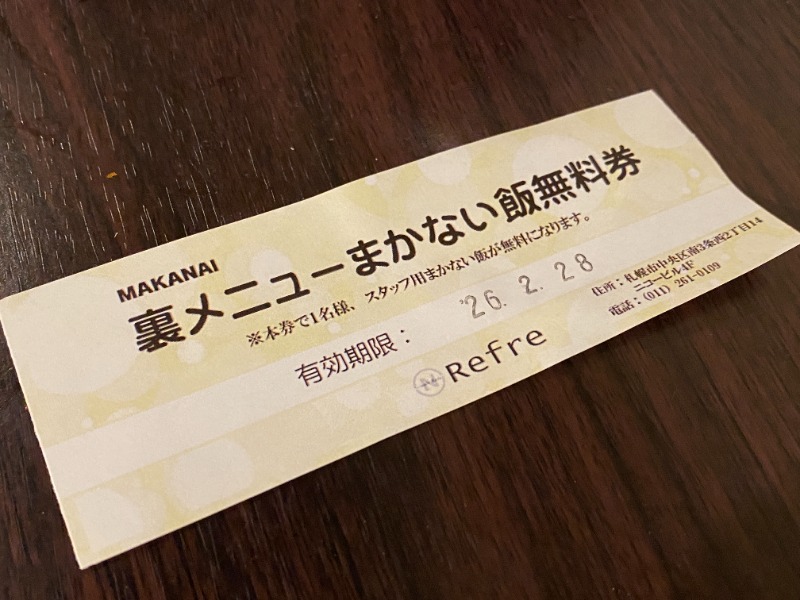 MAKANAI
裏メニューまかない飯無料券
※本券で1名様、スタッフ用まかない飯が無料になります。
有効期限： '26. 2. 28
Refre
住所：札幌市中央区南3条西2丁目14
ニコービル4F
電話：(011) 261-0109